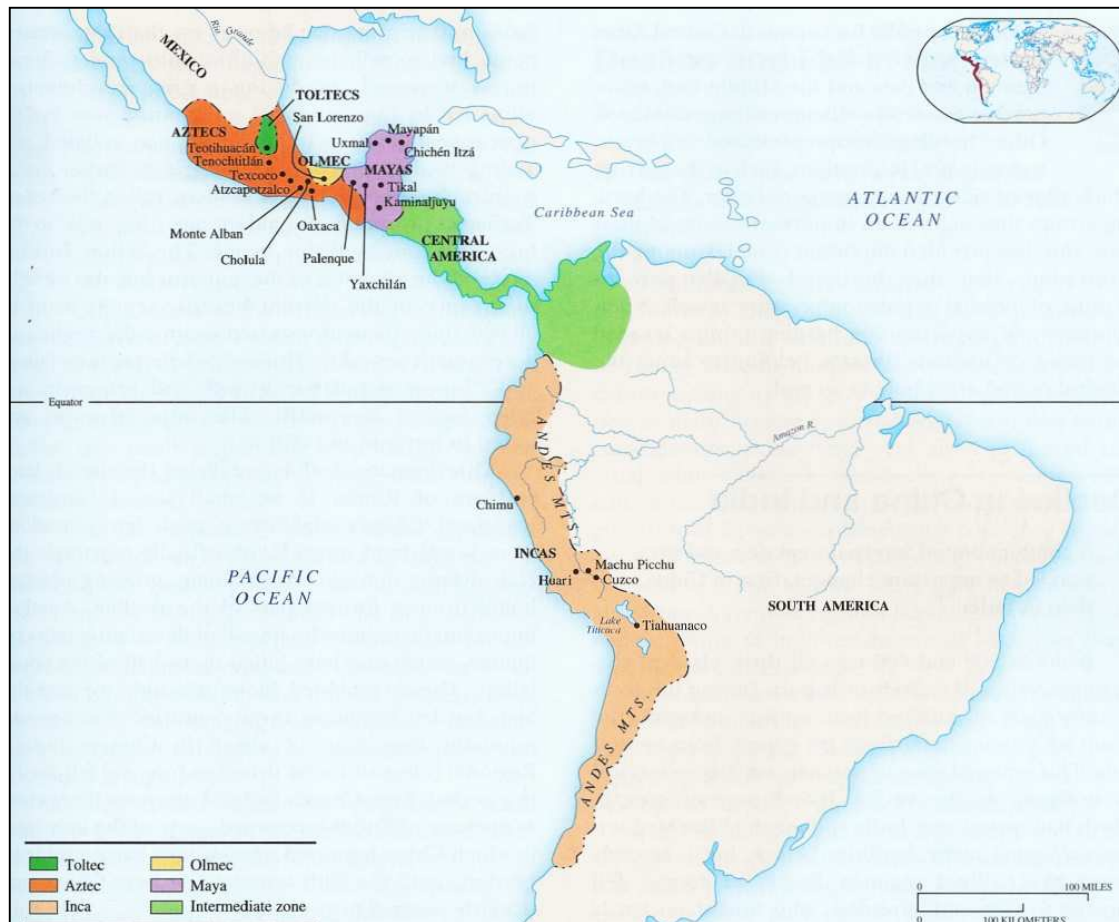 MEXICO
Rio Grande
TOLTECS
San Lorenzo
AZTECS
Teotihuacán
Tenochtitlán
Texcoco
Atzcapotzalco
OLMEC
Uxmal
Mayapán
Chichén Itzá
MAYAS
Tikal
Kaminaljuyu
Monte Alban
Oaxaca
Cholula
Palenque
Yaxchilán
CENTRAL
AMERICA
Caribbean Sea
ATLANTIC
OCEAN
Equator
Amazon R.
ANDES MTS.
Chimu
INCAS
Machu Picchu
Huari
Cuzco
PACIFIC
OCEAN
SOUTH AMERICA
Lake
Titicaca
Tiahuanaco
ANDES MTS.
Toltec
Olmec
Aztec
Maya
Inca
Intermediate zone
0
100 MILES
0
100 KILOMETERS